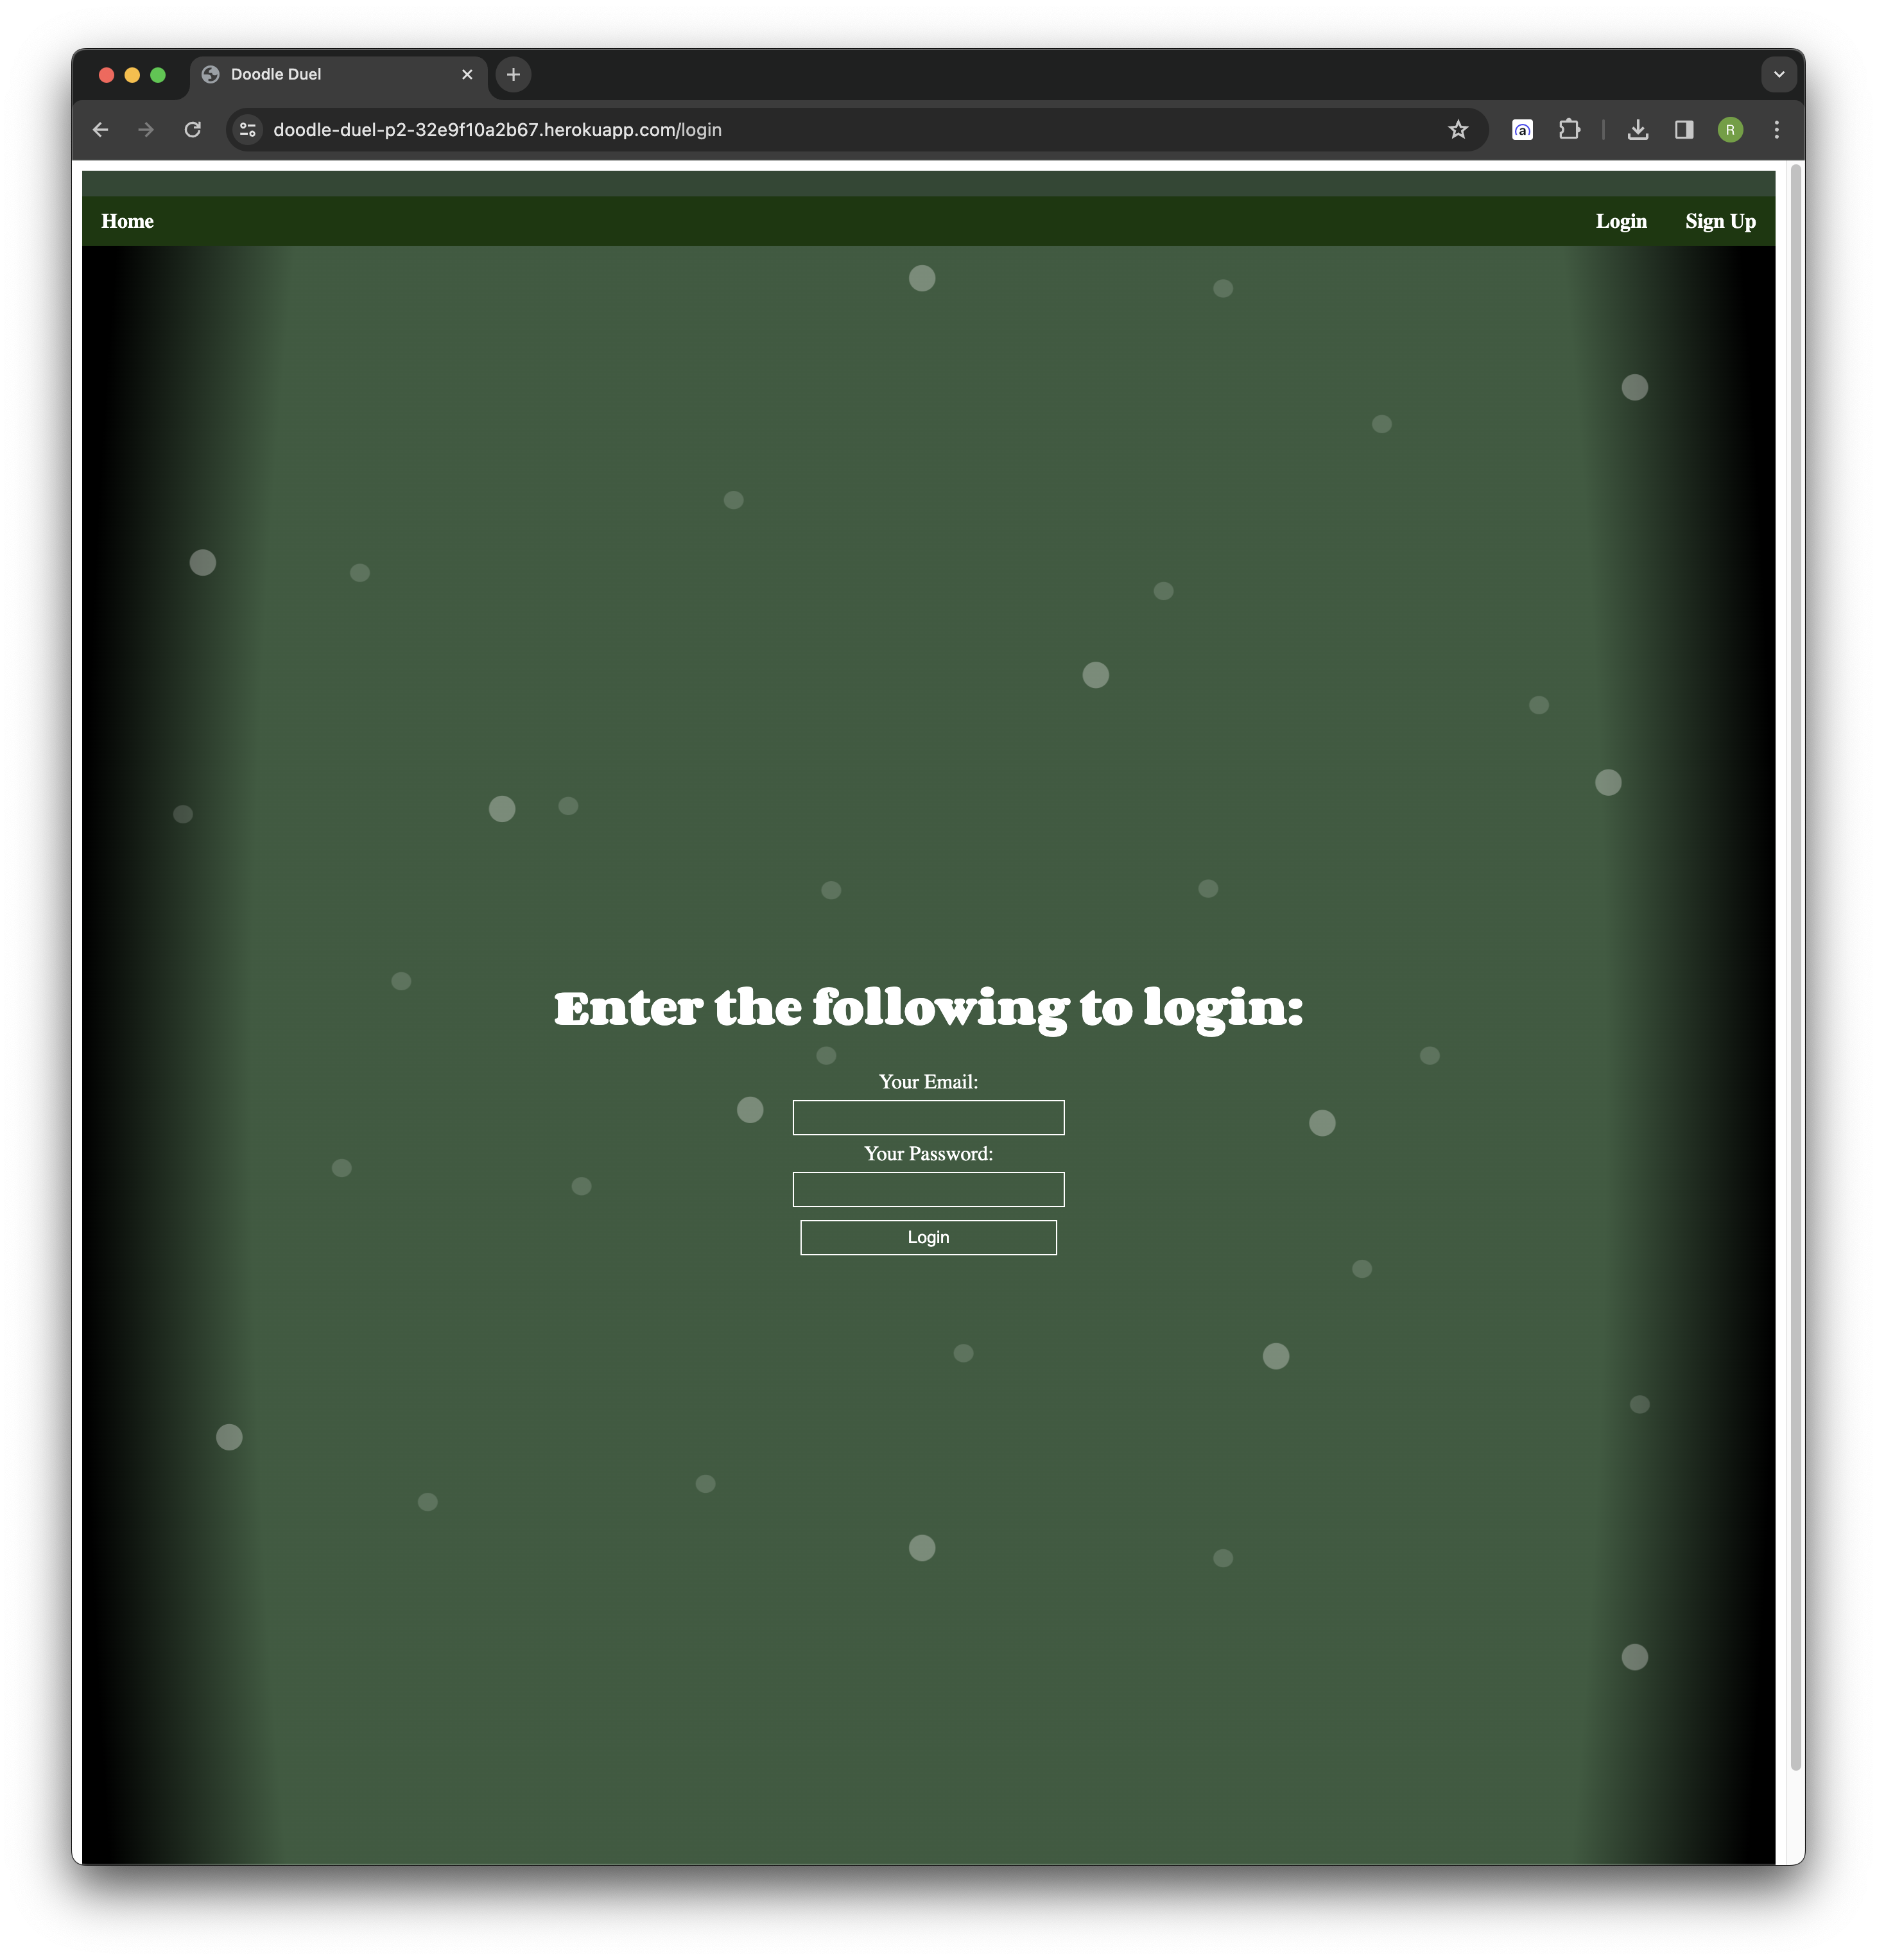 Doodle Duel
doodle-duel-p2-32e9f10a2b67.herokuapp.com/login
a
R
Home
Login
Sign Up
Enter the following to login:
Your Email:
Your Password:
Login